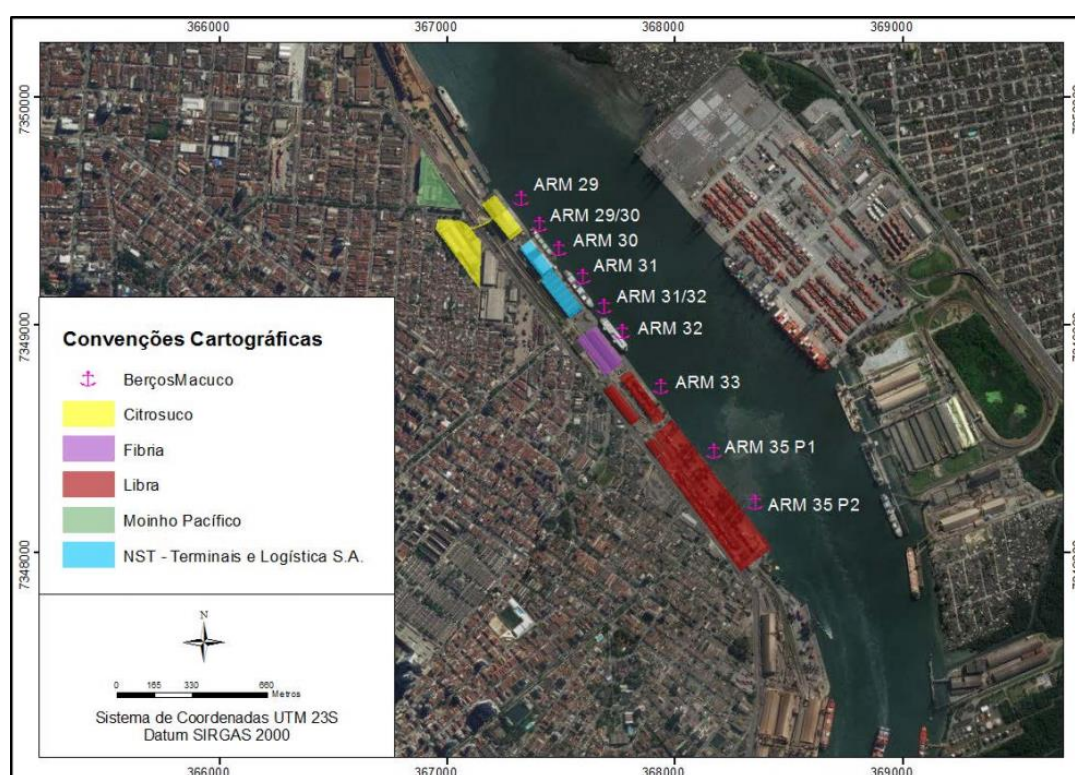 366000 367000 368000 369000
7350000 7350000
ARM 29
ARM 29/30
ARM 30
ARM 31
ARM 31/32
ARM 32
ARM 33
ARM 35 P1
ARM 35 P2
7349000 7349000
7348000 7348000
Convenções Cartográficas
BerçosMacuco
Citrosuco
Fibria
Libra
Moinho Pacífico
NST - Terminais e Logística S.A.
N
0 165 330 660
Metros
Sistema de Coordenadas UTM 23S
Datum SIRGAS 2000
366000 367000 368000 369000